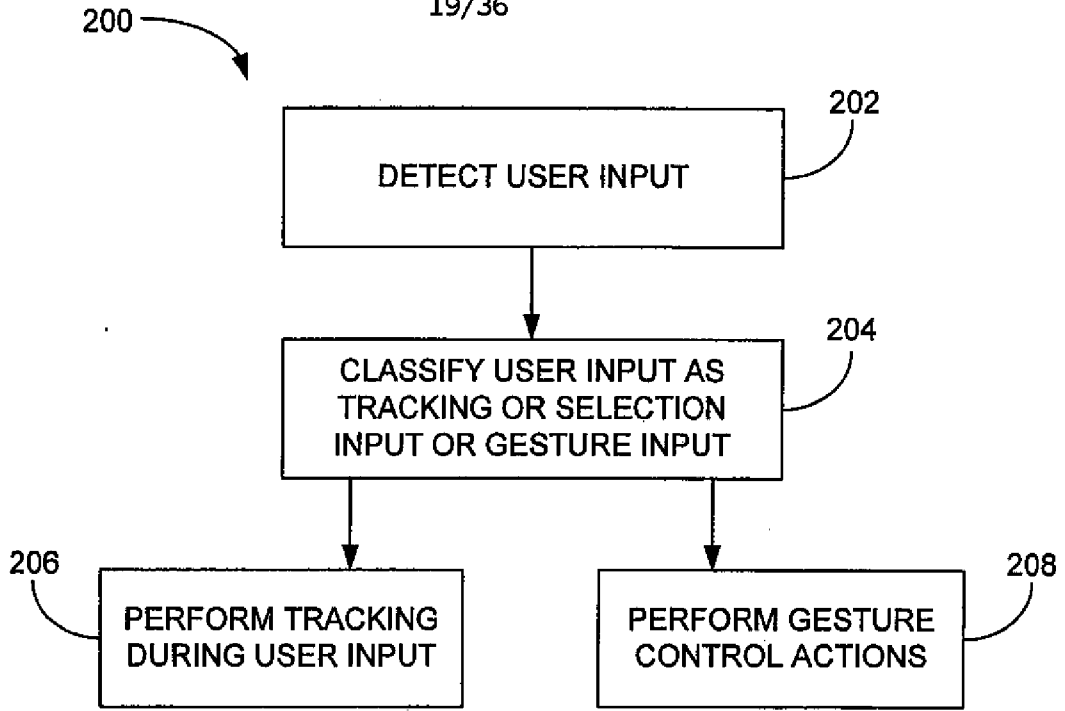 19/36
200
202
DETECT USER INPUT
204
CLASSIFY USER INPUT AS
TRACKING OR SELECTION
INPUT OR GESTURE INPUT
206
PERFORM TRACKING
DURING USER INPUT
208
PERFORM GESTURE
CONTROL ACTIONS